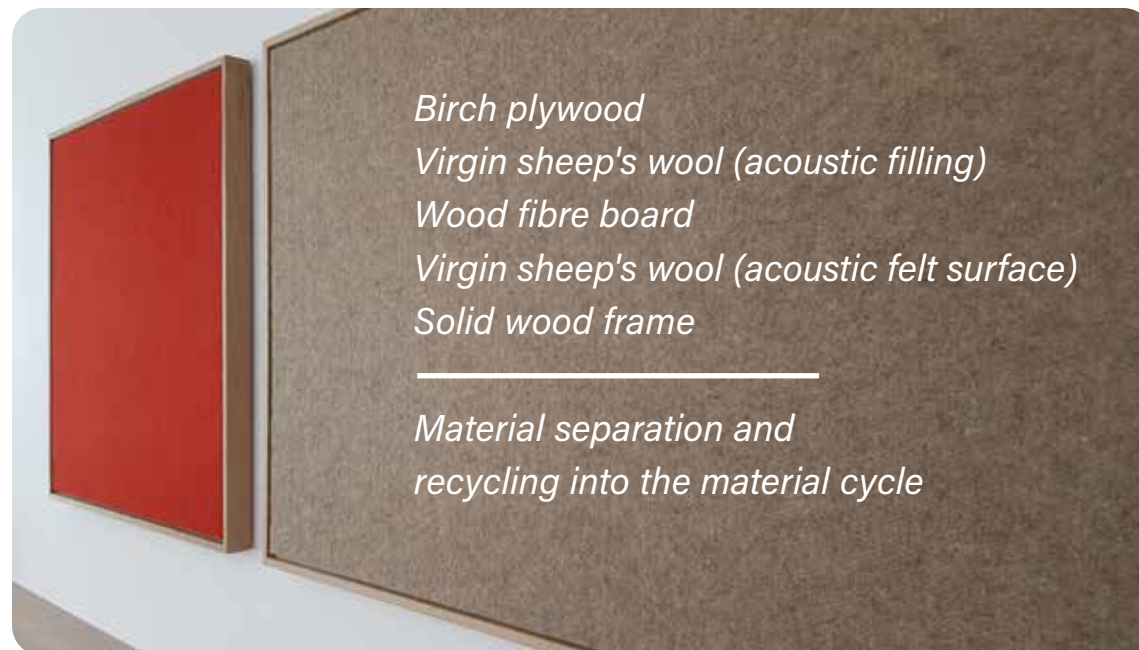 Birch plywood
Virgin sheep's wool (acoustic filling)
Wood fibre board
Virgin sheep's wool (acoustic felt surface)
Solid wood frame
Material separation and
recycling into the material cycle